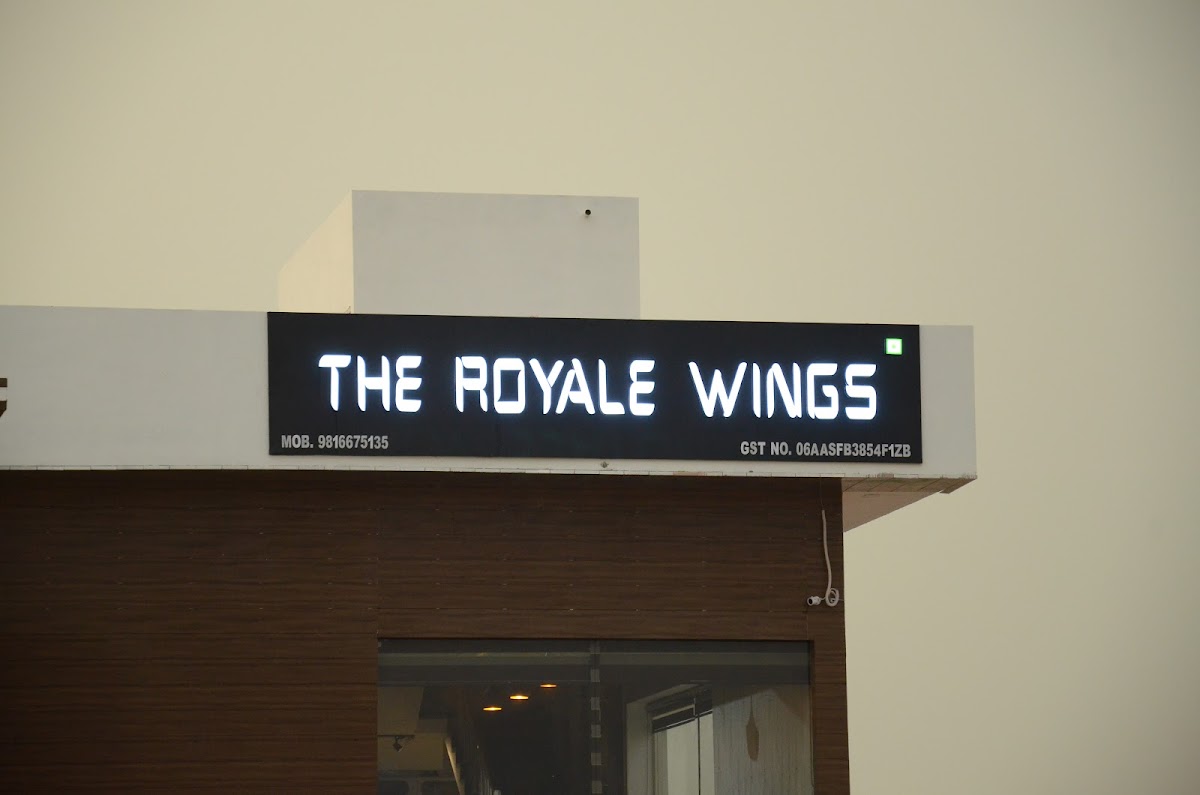 THE ROYALE WINGS
MOB. 9816675135
GST NO. 06AASFB3854F1ZB